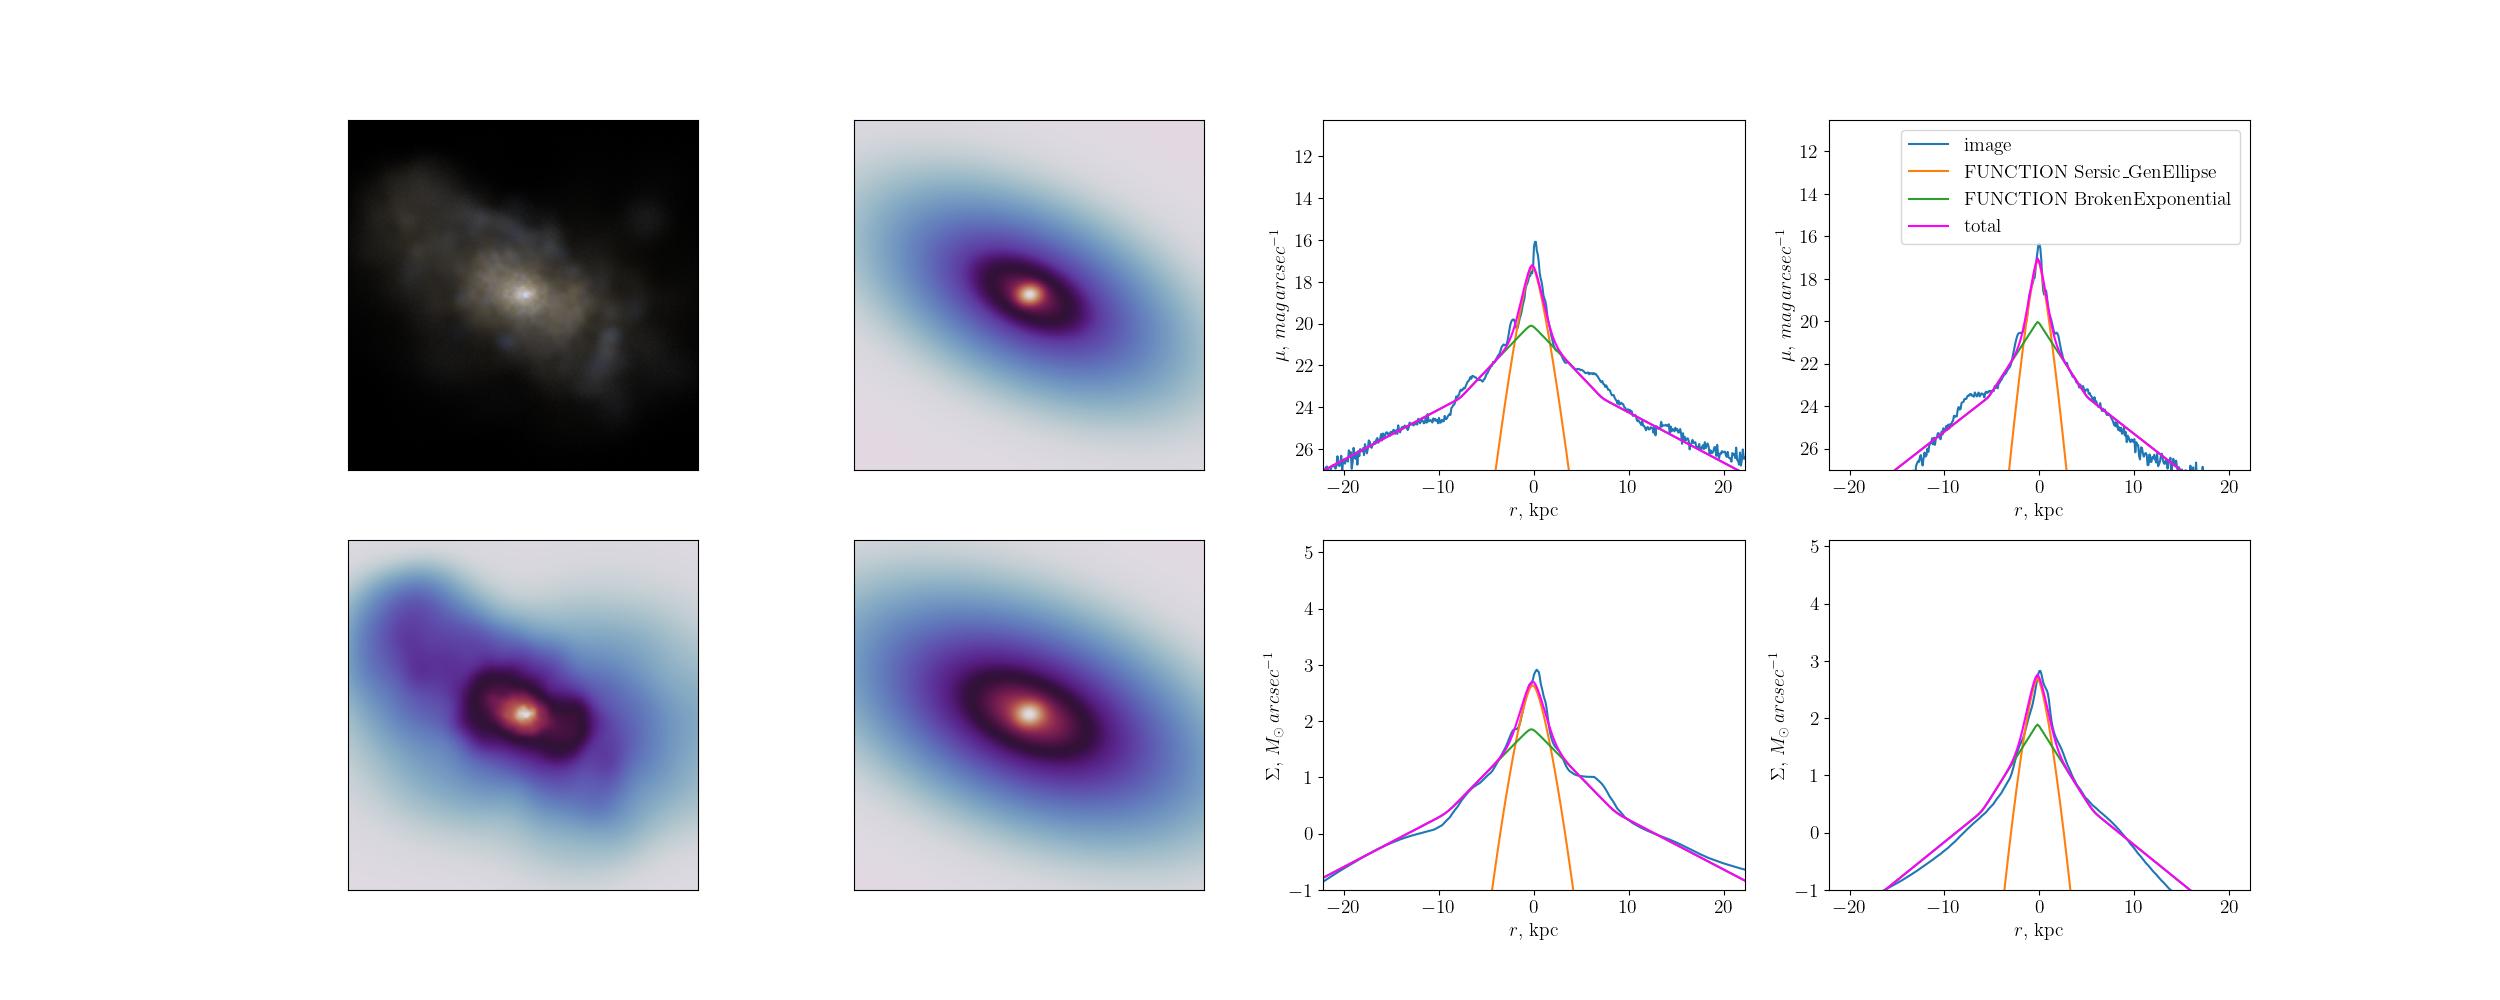 12
14
16
18
20
22
24
26
μ, mag arcsec⁻¹
−20 −10 0 10 20
r, kpc
12
14
16
18
20
22
24
26
μ, mag arcsec⁻¹
image
FUNCTION Sersic_GenEllipse
FUNCTION BrokenExponential
total
−20 −10 0 10 20
r, kpc
5
4
3
2
1
0
−1
Σ, M⊙ arcsec⁻¹
−20 −10 0 10 20
r, kpc
5
4
3
2
1
0
−1
Σ, M⊙ arcsec⁻¹
−20 −10 0 10 20
r, kpc